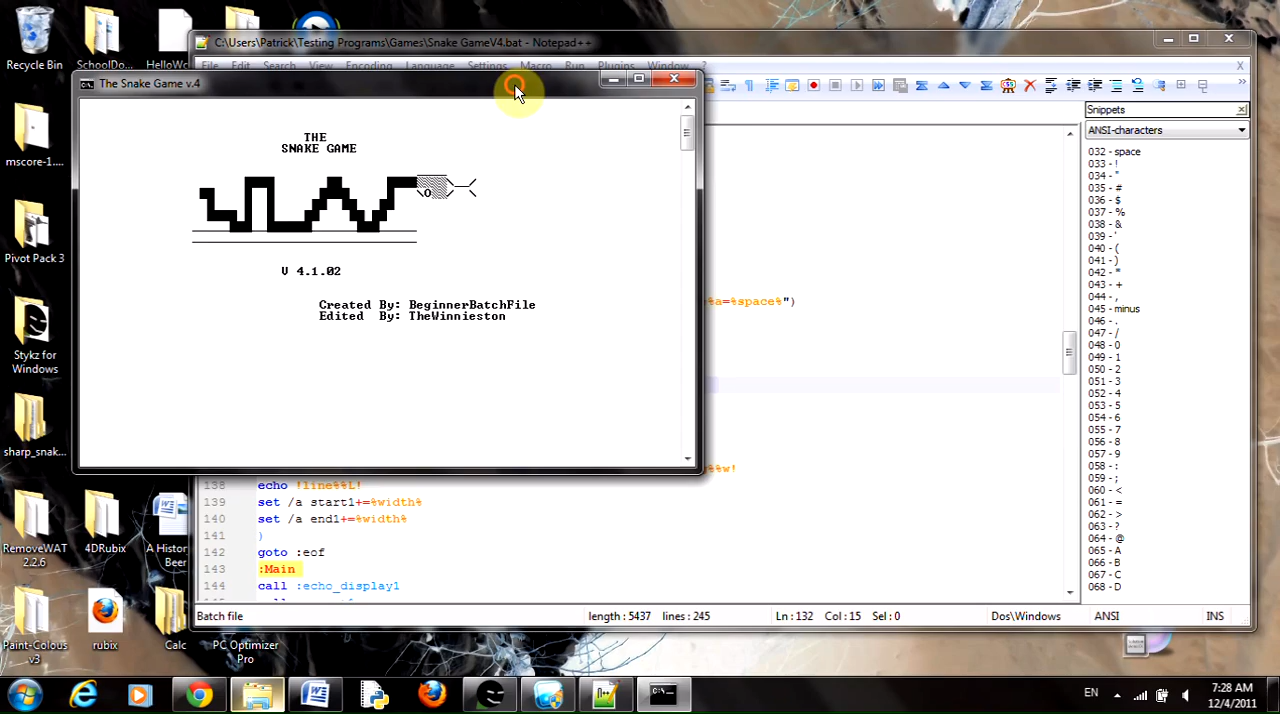 Recycle Bin
SchoolDo...
HelloWo
mscore-1....
Pivot Pack 3
Stykz for
Windows
sharp_snak...
RemoveWAT
2.2.6
4DRubix
A Histor
Beer
Paint-Colous
v3
rubix
Calc
PC Optimizer
Pro
C:\Users\Patrick\Testing Programs\Games\Snake GameV4.bat - Notepad++
File Edit Search View Encoding Language Settings Macro Run Plugins Window
X
The Snake Game v.4
THE
SNAKE GAME
O
V 4.1.02
Created By: BeginnerBatchFile
Edited By: TheWinnieston
%a=%space%")
%%w!
138 echo !line%%L!
139 set /a start1+=%width%
140 set /a end1+=%width%
141 )
142 goto :eof
143 :Main
144 call :echo_display1
Snippets
ANSI-characters
032 - space
033 - !
034 - "
035 - #
036 - $
037 - %
038 - &
039 - '
040 - (
041 - )
042 - *
043 - +
044 - ,
045 - minus
046 - .
047 - /
048 - 0
049 - 1
050 - 2
051 - 3
052 - 4
053 - 5
054 - 6
055 - 7
056 - 8
057 - 9
058 - :
059 - ;
060 - <
061 - =
062 - >
063 - ?
064 - @
065 - A
066 - B
067 - C
068 - D
Batch file length : 5437 lines : 245 Ln : 132 Col : 15 Sel : 0 Dos\Windows ANSI INS
EN
7:28 AM
12/4/2011